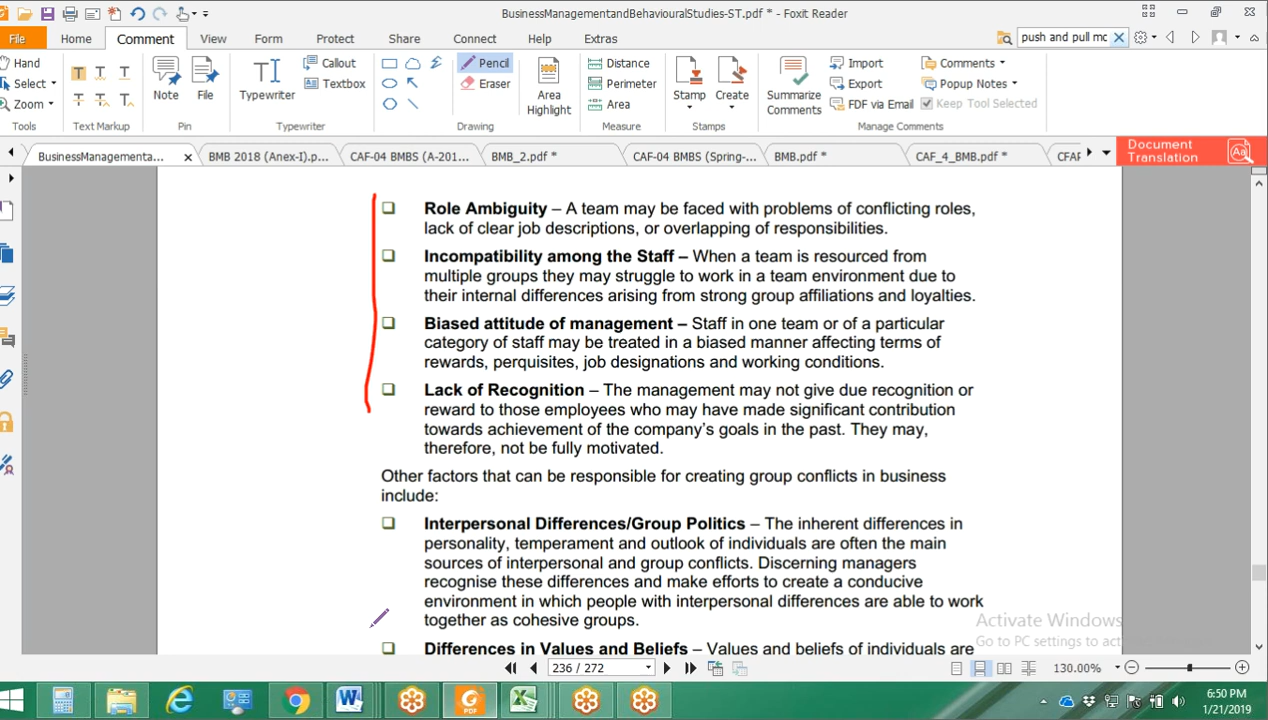 BusinessManagementandBehaviouralStudies-ST.pdf * - Foxit Reader
File Home Comment View Form Protect Share Connect Help Extras
push and pull mc
Hand
Select
Zoom
Tools
Text Markup
Note
File
Pin
Typewriter
Callout
Textbox
Typewriter
Pencil
Eraser
Area
Highlight
Drawing
Distance
Perimeter
Area
Measure
Stamp
Create
Stamps
Summarize
Comments
Import
Export
FDF via Email
Comments
Popup Notes
Keep Tool Selected
Manage Comments
BusinessManagementa... BMB 2018 (Anex-I).p... CAF-04 BMBS (A-201... BMB_2.pdf * CAF-04 BMBS (Spring-... BMB.pdf * CAF_4_BMB.pdf * CFAP
Document
Translation
Role Ambiguity – A team may be faced with problems of conflicting roles,
lack of clear job descriptions, or overlapping of responsibilities.
Incompatibility among the Staff – When a team is resourced from
multiple groups they may struggle to work in a team environment due to
their internal differences arising from strong group affiliations and loyalties.
Biased attitude of management – Staff in one team or of a particular
category of staff may be treated in a biased manner affecting terms of
rewards, perquisites, job designations and working conditions.
Lack of Recognition – The management may not give due recognition or
reward to those employees who may have made significant contribution
towards achievement of the company's goals in the past. They may,
therefore, not be fully motivated.
Other factors that can be responsible for creating group conflicts in business
include:
Interpersonal Differences/Group Politics – The inherent differences in
personality, temperament and outlook of individuals are often the main
sources of interpersonal and group conflicts. Discerning managers
recognise these differences and make efforts to create a conducive
environment in which people with interpersonal differences are able to work
together as cohesive groups.
Differences in Values and Beliefs – Values and beliefs of individuals are
Activate Windows
Go to PC settings to
236 / 272
130.00%
6:50 PM
1/21/2019